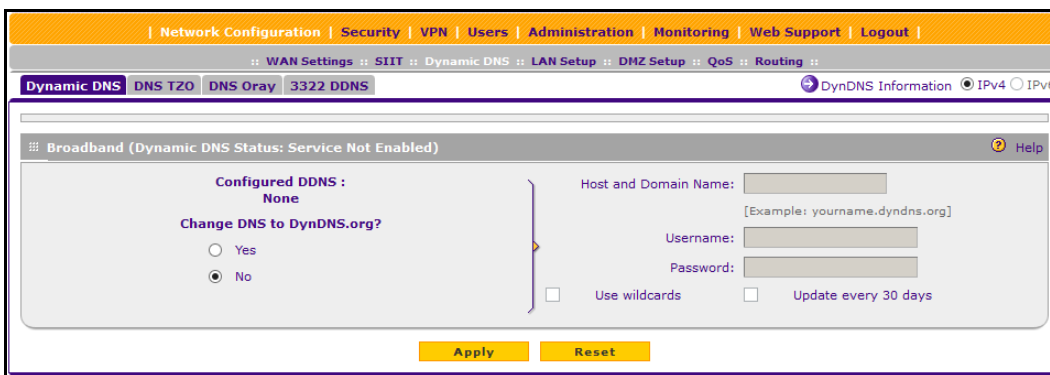 | Network Configuration | Security | VPN | Users | Administration | Monitoring | Web Support | Logout |
:: WAN Settings :: SIIT :: Dynamic DNS :: LAN Setup :: DMZ Setup :: QoS :: Routing ::
Dynamic DNS DNS TZO DNS Oray 3322 DDNS DynDNS Information IPv4 IPv
Broadband (Dynamic DNS Status: Service Not Enabled) Help
Configured DDNS :
None
Change DNS to DynDNS.org?
Yes
No
Host and Domain Name:
[Example: yourname.dyndns.org]
Username:
Password:
Use wildcards Update every 30 days
Apply Reset